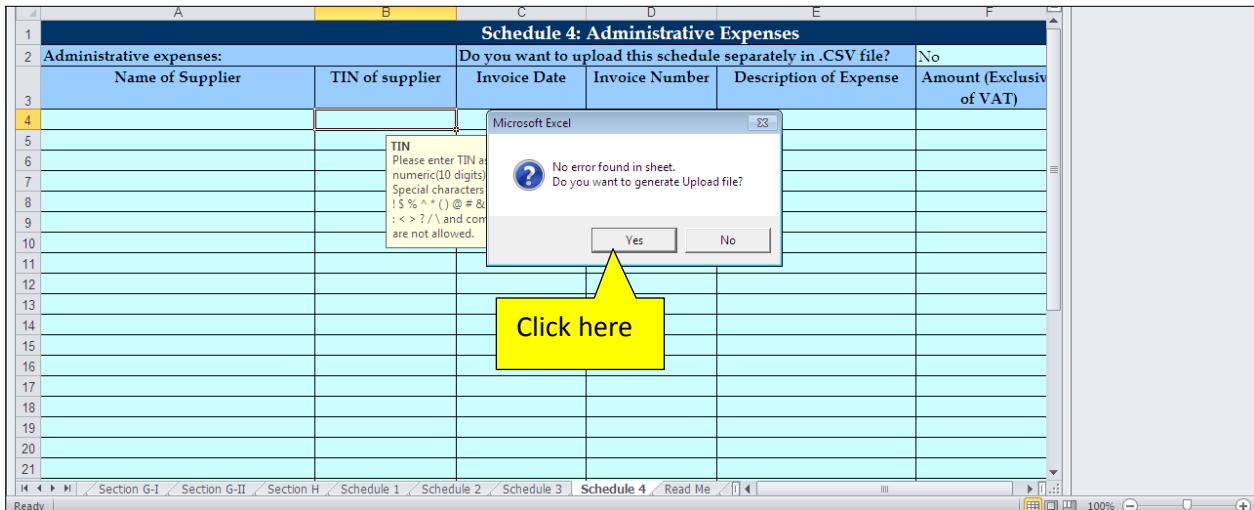 A B C D E F
1 Schedule 4: Administrative Expenses
2 Administrative expenses: Do you want to upload this schedule separately in .CSV file? No
Name of Supplier TIN of supplier Invoice Date Invoice Number Description of Expense Amount (Exclusiv
3 of VAT)
4
Microsoft Excel
5
TIN
6 Please enter TIN as
numeric(10 digits)
7 Special characters
8 ! $ % ^ * ( ) @ # &
9 : < > ? / \ and com
are not allowed.
No error found in sheet.
Do you want to generate Upload file?
Yes No
10
11
12
13
14
15
16
17
18
19
20
21
Click here
Section G-I Section G-II Section H Schedule 1 Schedule 2 Schedule 3 Schedule 4 Read Me
Ready 100%